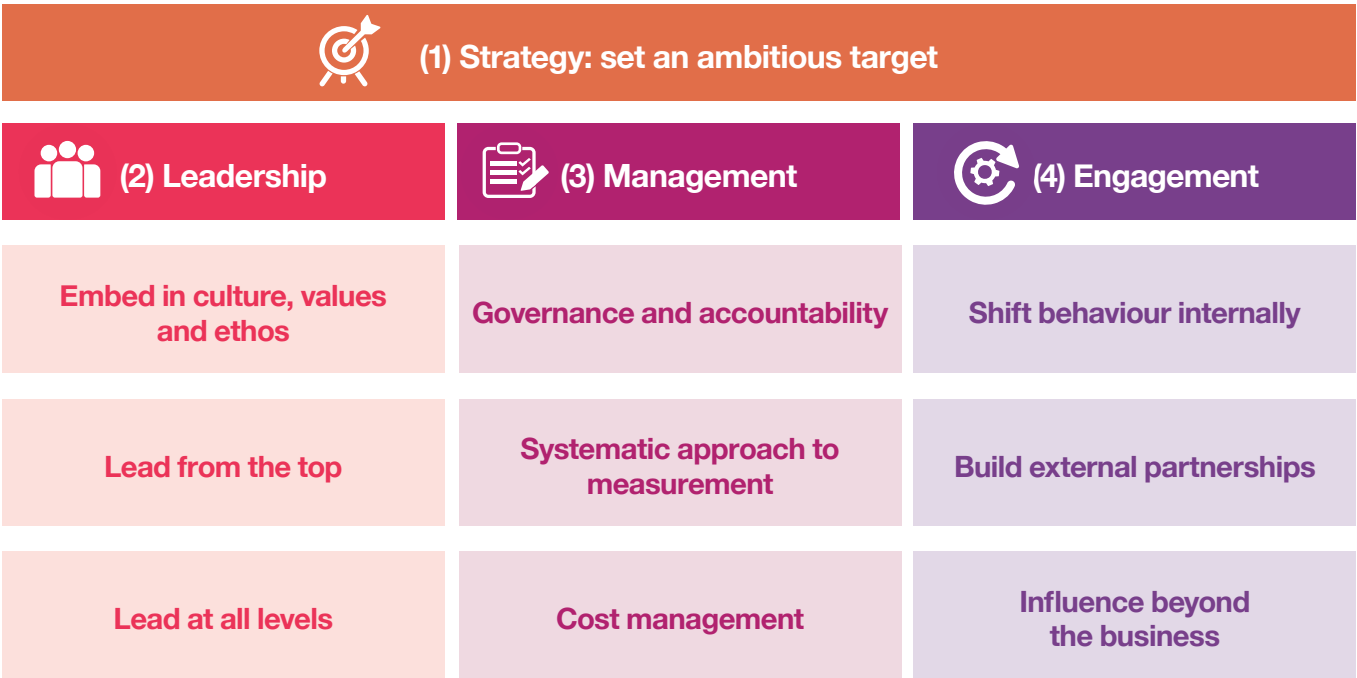 (1) Strategy: set an ambitious target
(2) Leadership
(3) Management
(4) Engagement
Embed in culture, values
and ethos
Governance and accountability
Shift behaviour internally
Lead from the top
Systematic approach to
measurement
Build external partnerships
Lead at all levels
Cost management
Influence beyond
the business